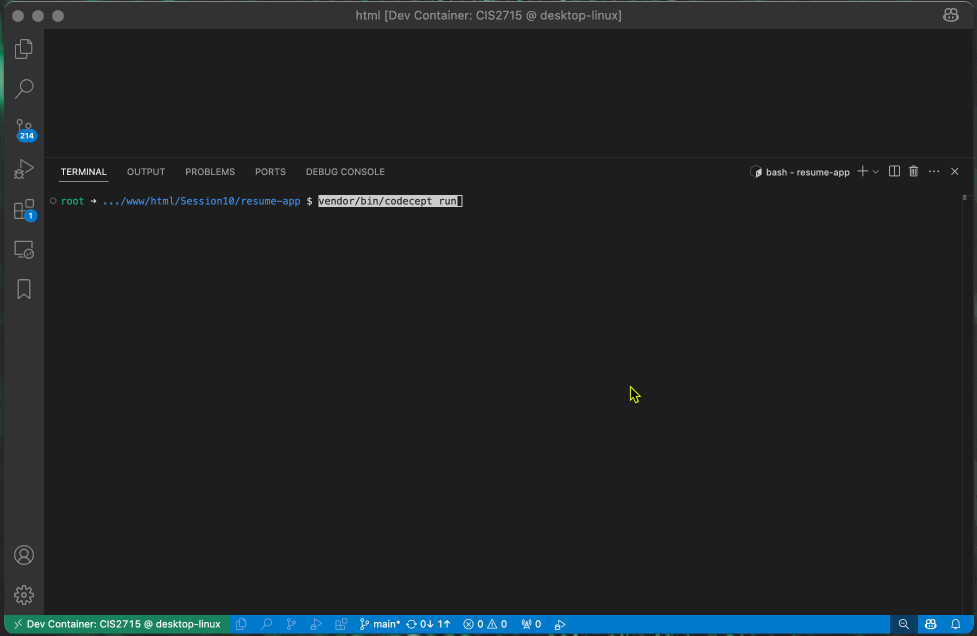 html [Dev Container: CIS2715 @ desktop-linux]
214
1
TERMINAL OUTPUT PROBLEMS PORTS DEBUG CONSOLE
bash - resume-app
root ➜ .../www/html/Session10/resume-app $ vendor/bin/codecept run
Dev Container: CIS2715 @ desktop-linux main* 0↓ 1↑ 0 0 0